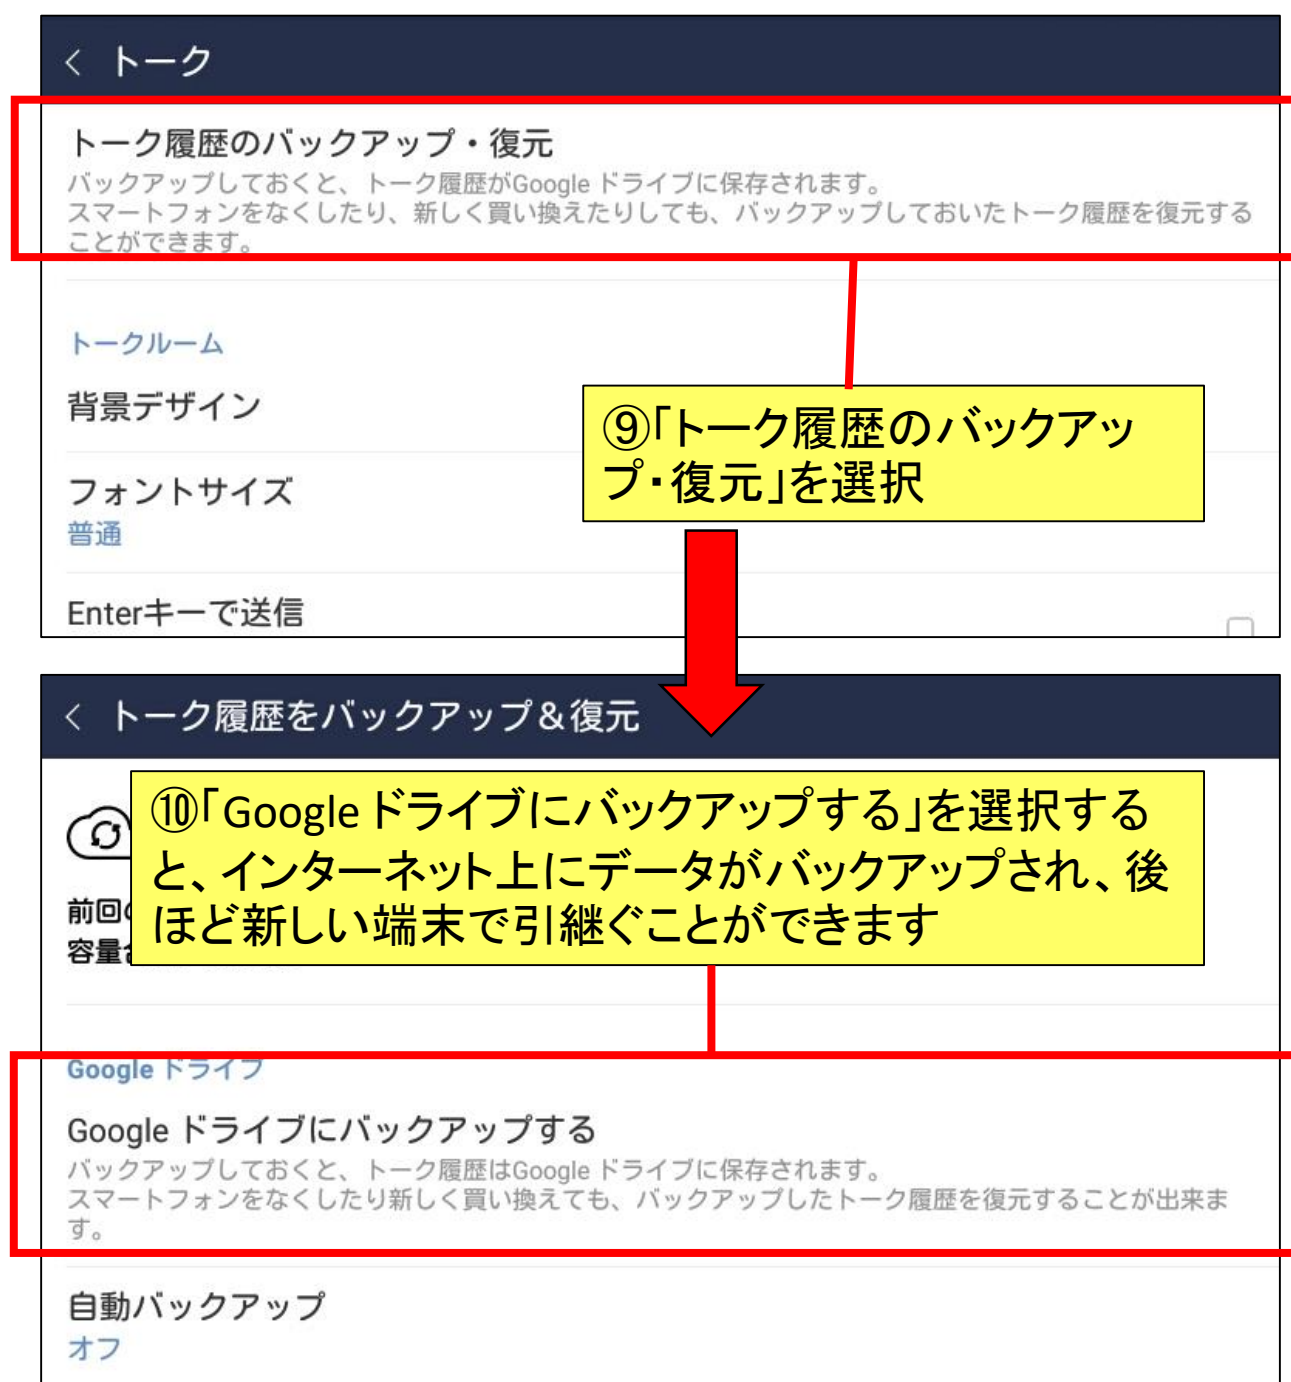 トーク
トーク履歴のバックアップ・復元
バックアップしておくと、トーク履歴がGoogle ドライブに保存されます。
スマートフォンをなくしたり、新しく買い換えたりしても、バックアップしておいたトーク履歴を復元する
ことができます。
トークルーム
背景デザイン
⑨「トーク履歴のバックアッ
プ・復元」を選択
フォントサイズ
普通
Enterキーで送信
トーク履歴をバックアップ&復元
⑩「Google ドライブにバックアップする」を選択する
と、インターネット上にデータがバックアップされ、後
ほど新しい端末で引継ぐことができます
前回の
容量
Google ドライブ
Google ドライブにバックアップする
バックアップしておくと、トーク履歴はGoogle ドライブに保存されます。
スマートフォンをなくしたり新しく買い換えても、バックアップしたトーク履歴を復元することが出来ま
す。
自動バックアップ
オフ